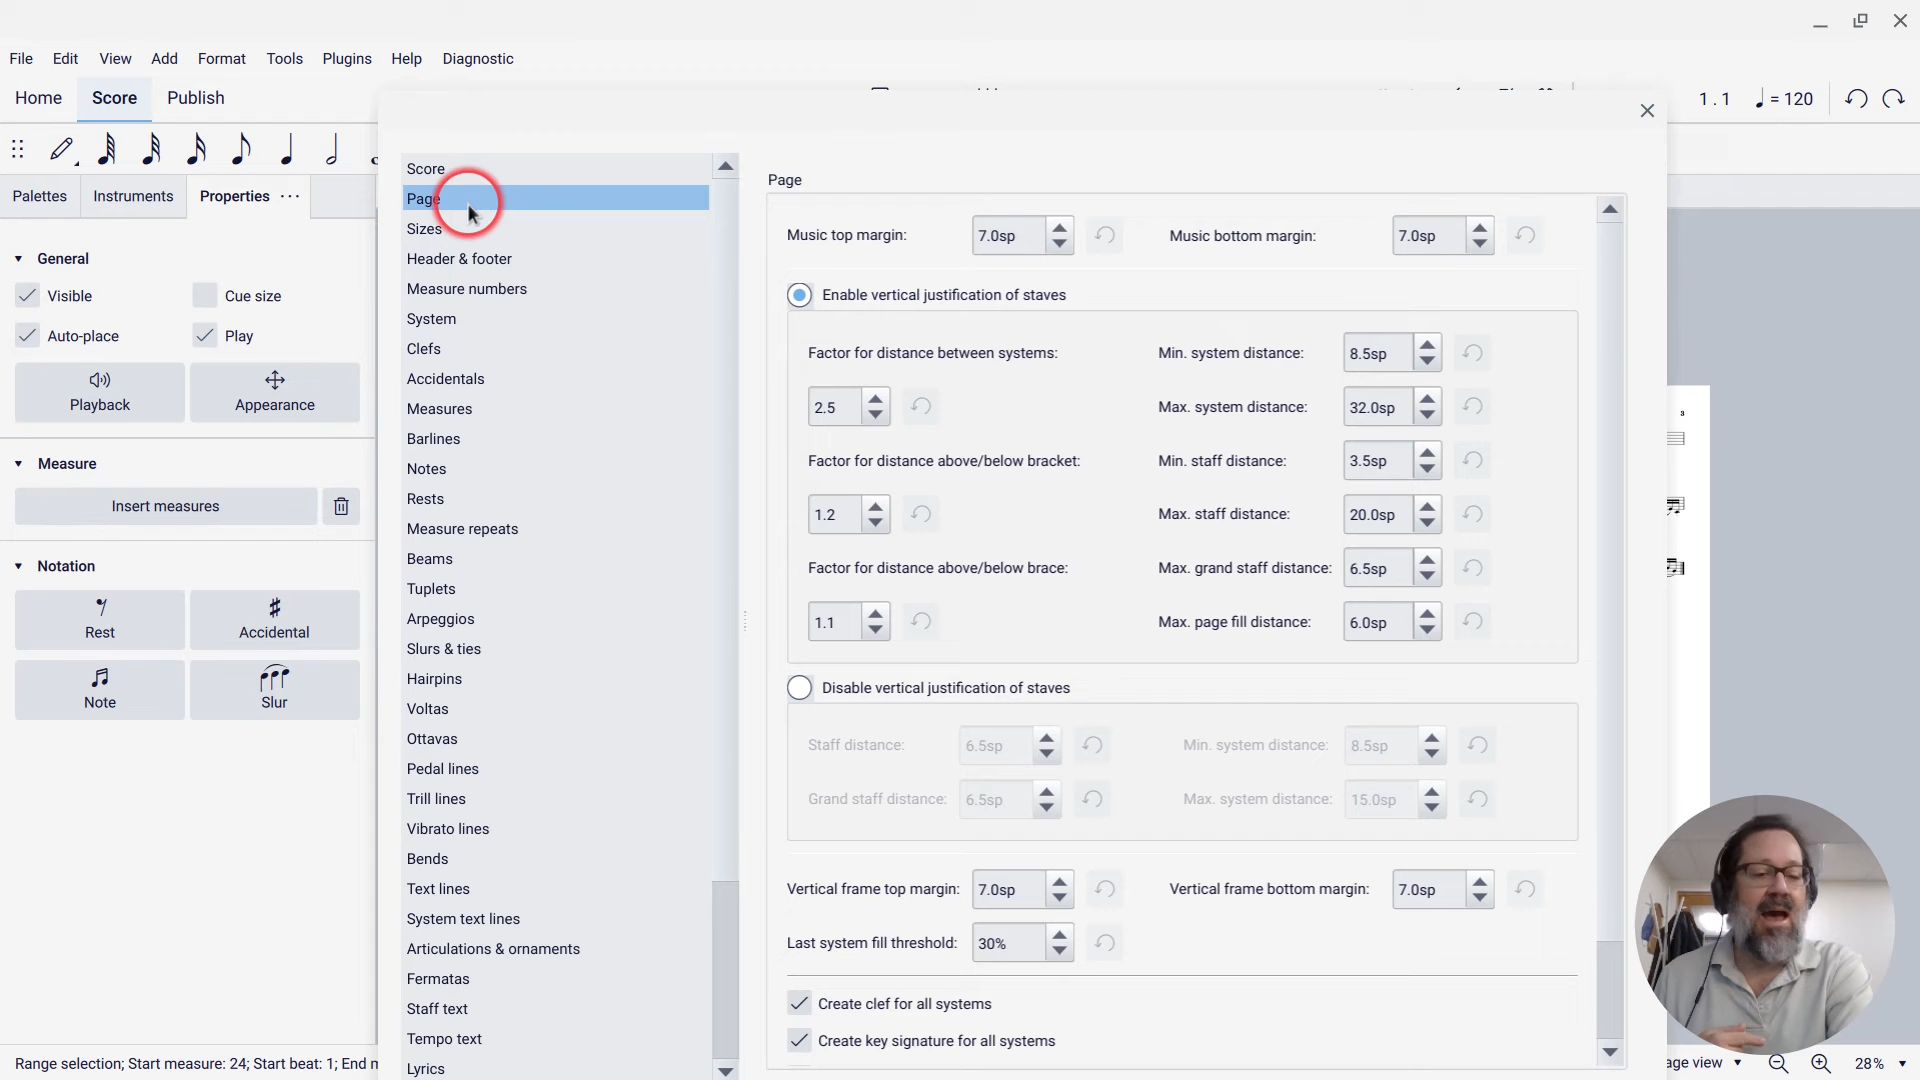 File Edit View Add Format Tools Plugins Help Diagnostic
Home Score Publish
1 . 1 = 120
Palettes Instruments Properties ···
General
Visible Cue size
Auto-place Play
Playback Appearance
Measure
Insert measures
Notation
Rest Accidental
Note Slur
Range selection; Start measure: 24; Start beat: 1; End
Score
Page
Sizes
Header & footer
Measure numbers
System
Clefs
Accidentals
Measures
Barlines
Notes
Rests
Measure repeats
Beams
Tuplets
Arpeggios
Slurs & ties
Hairpins
Voltas
Ottavas
Pedal lines
Trill lines
Vibrato lines
Bends
Text lines
System text lines
Articulations & ornaments
Fermatas
Staff text
Tempo text
Lyrics
Page
Music top margin: 7.0sp Music bottom margin: 7.0sp
Enable vertical justification of staves
Factor for distance between systems: Min. system distance: 8.5sp
2.5 Max. system distance: 32.0sp
Factor for distance above/below bracket: Min. staff distance: 3.5sp
1.2 Max. staff distance: 20.0sp
Factor for distance above/below brace: Max. grand staff distance: 6.5sp
1.1 Max. page fill distance: 6.0sp
Disable vertical justification of staves
Staff distance: 6.5sp Min. system distance: 8.5sp
Grand staff distance: 6.5sp Max. system distance: 15.0sp
Vertical frame top margin: 7.0sp Vertical frame bottom margin: 7.0sp
Last system fill threshold: 30%
Create clef for all systems
Create key signature for all systems
3
age view 28%